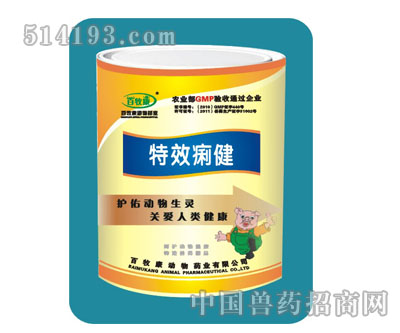 514193.com
百牧康
农业部GMP验收通过企业
特效痢健
护佑动物生灵
关爱人类健康
百牧康动物药业有限公司
BAIMUKANG ANIMAL PHARMACEUTICAL CO.,LTD
中国兽药招商网